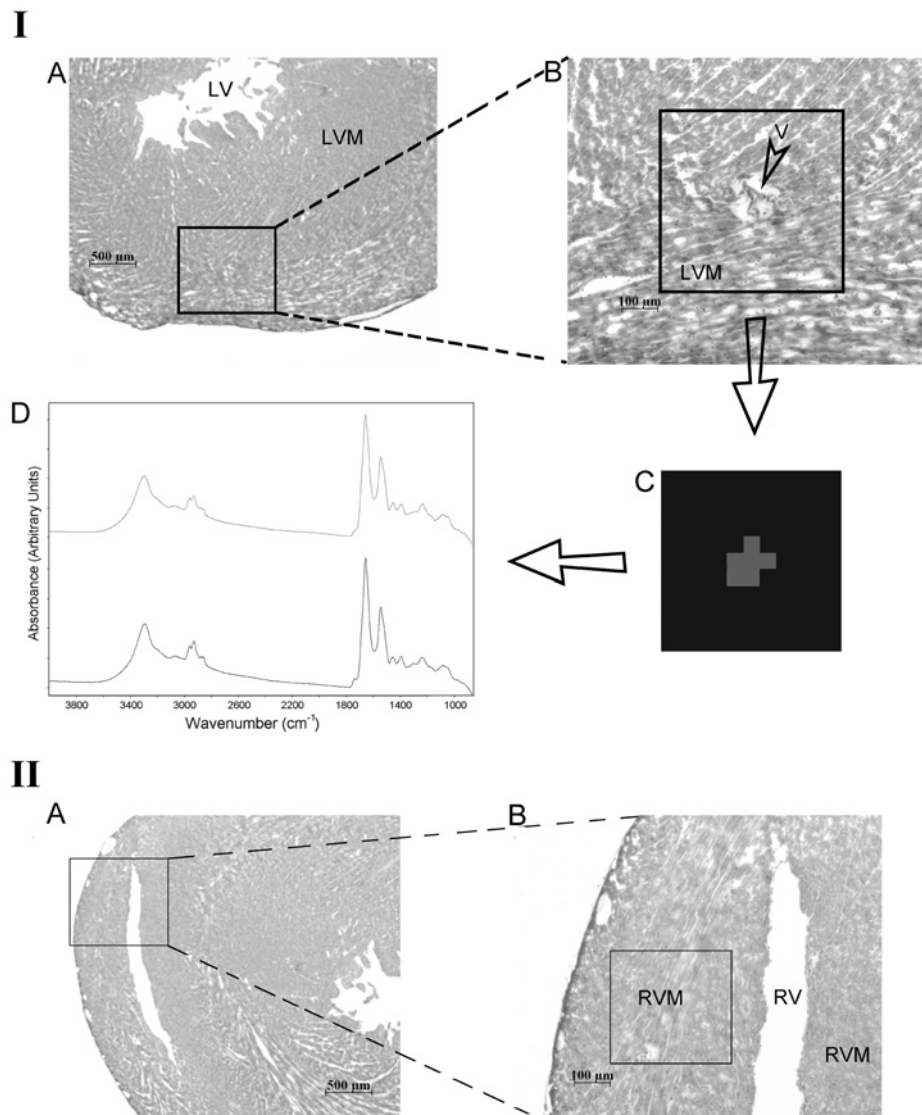 I
A
LV
LVM
500 µm
B
V
LVM
100 µm
D
Absorbance (Arbitrary Units)
3800 3400 3000 2600 2200 1800 1400 1000
Wavenumber (cm⁻¹)
C
II
A
500 µm
B
RVM
RV
RVM
100 µm